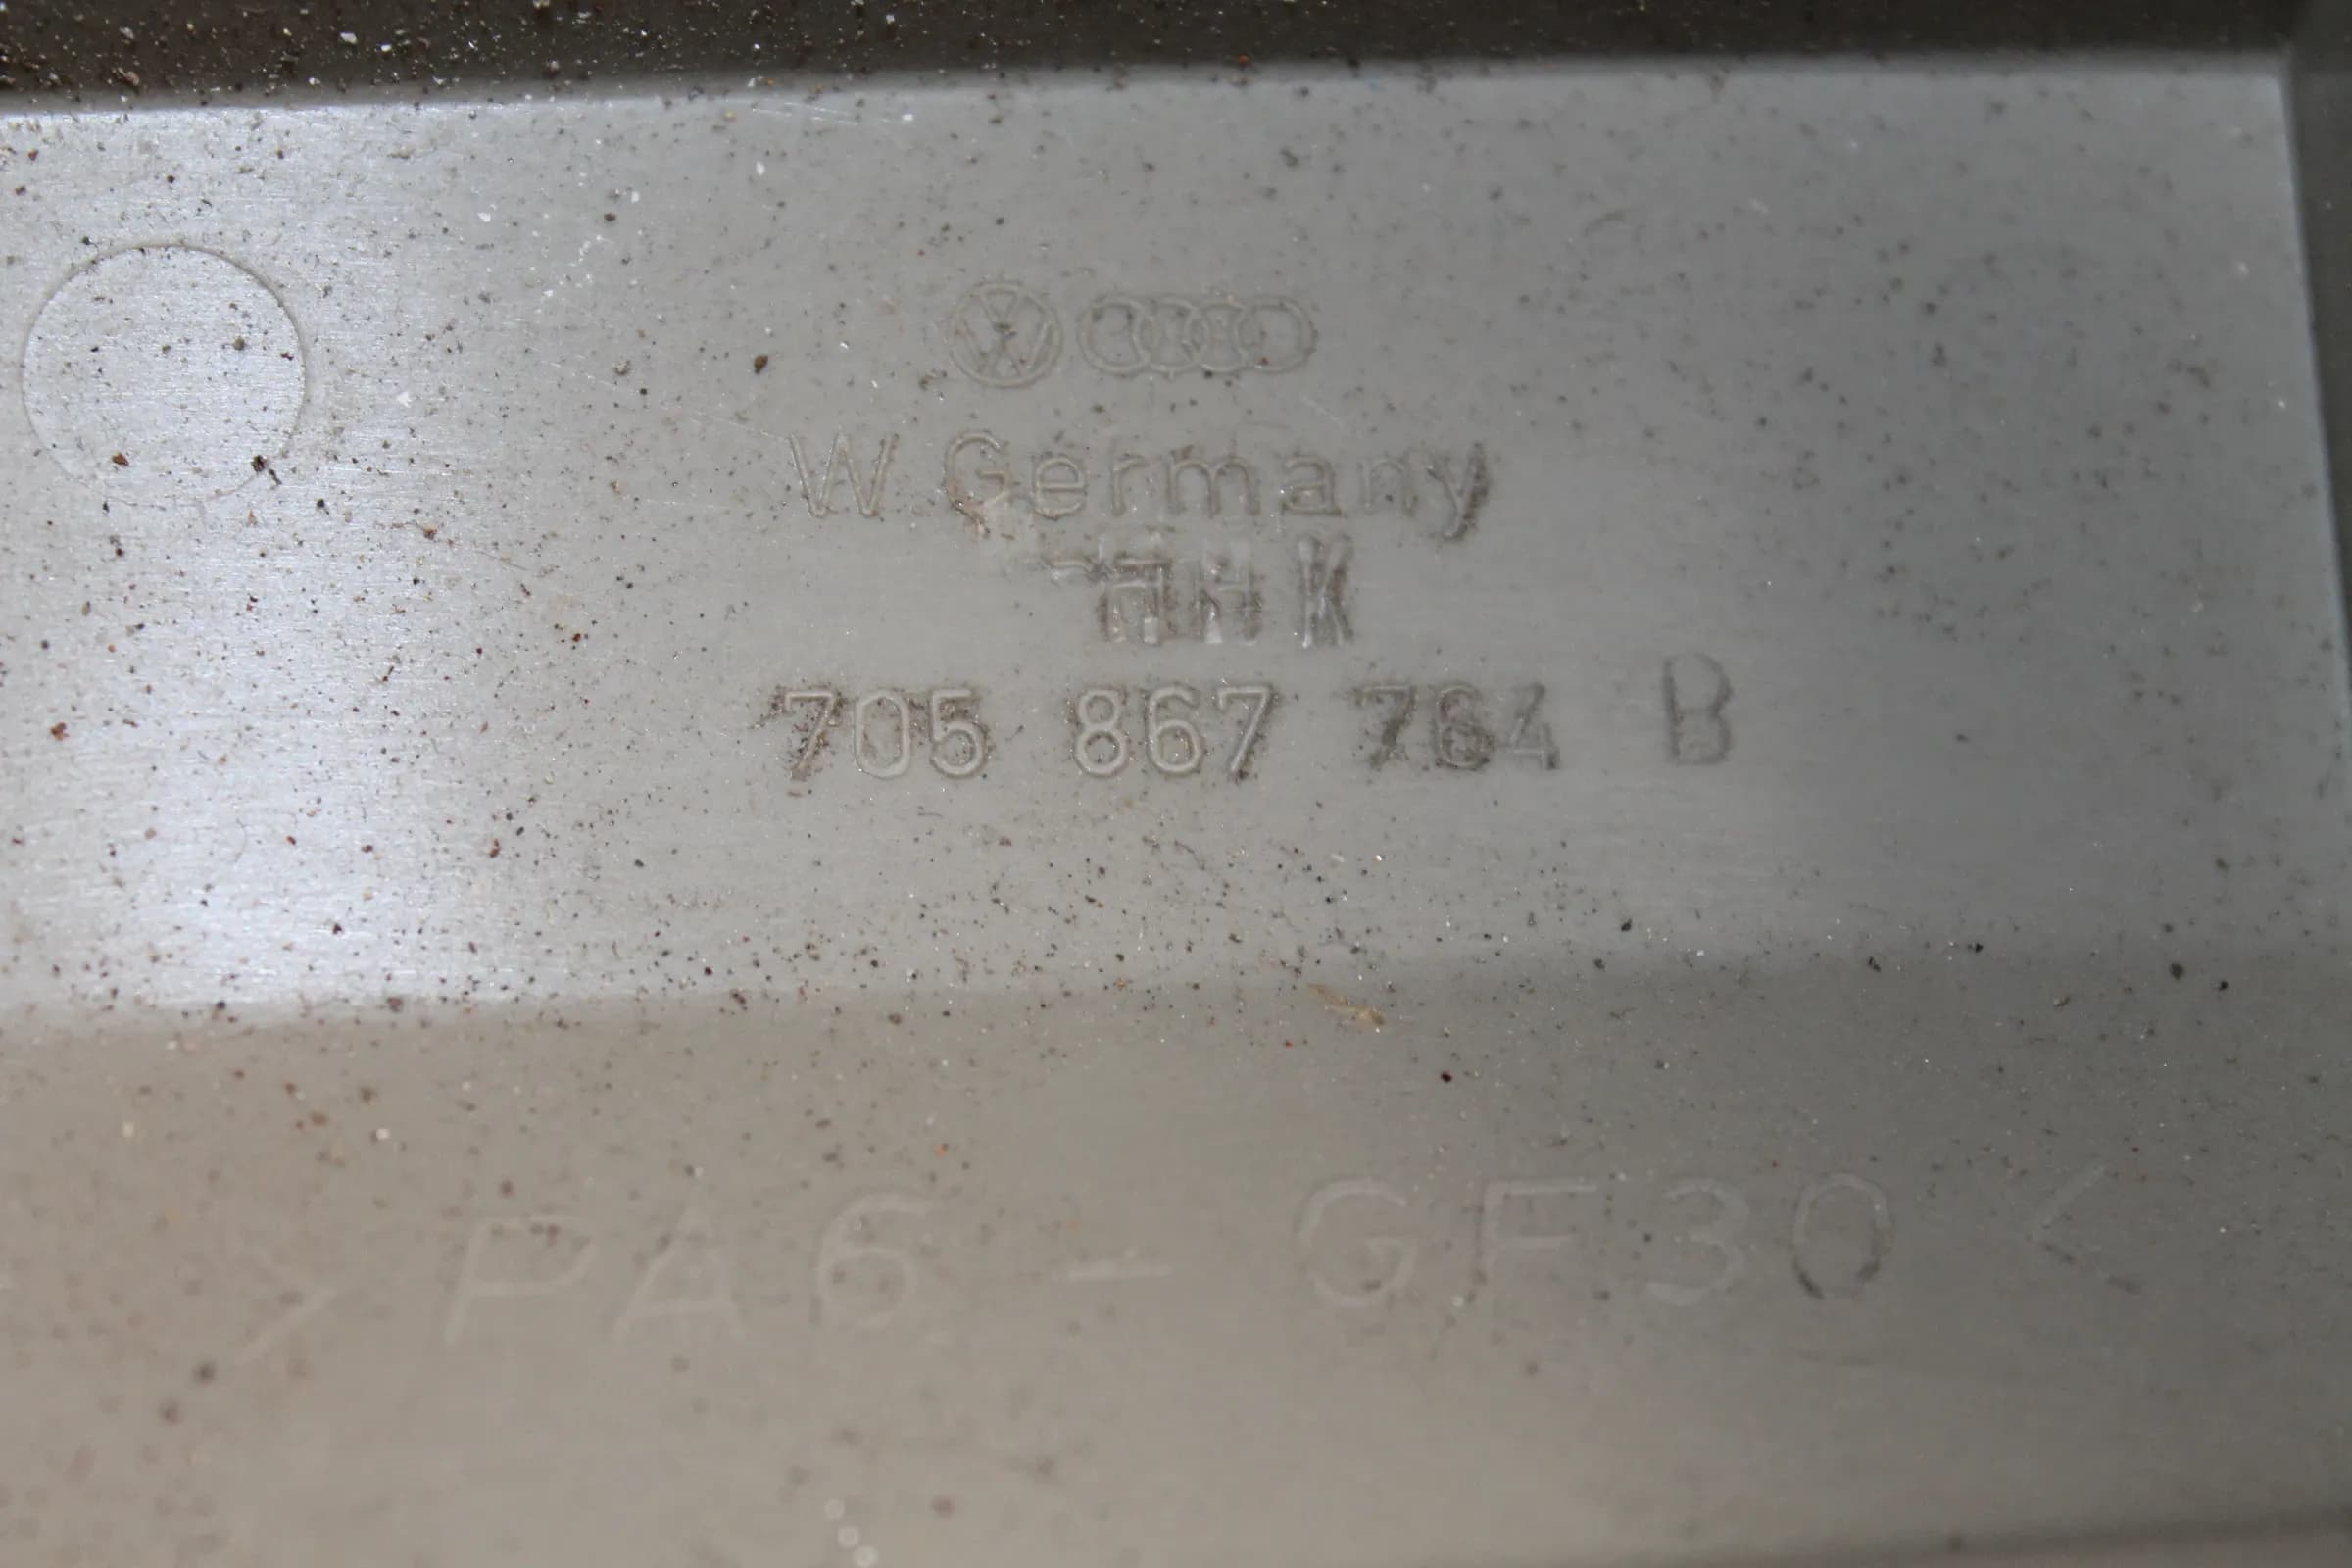 W. Germany
705 867 764 B
>PA6 - GF30<